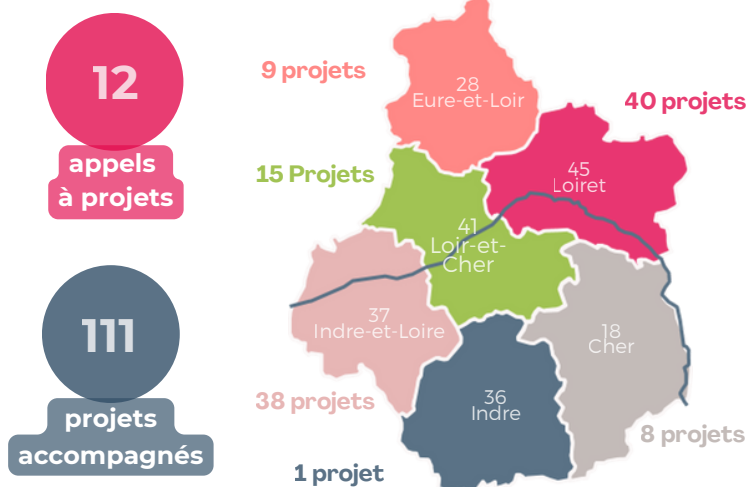 12
appels
à projets
111
projets
accompagnés
9 projets
28
Eure-et-Loir
40 projets
45
Loiret
15 Projets
41
Loir-et-
Cher
37
Indre-et-Loire
18
Cher
38 projets
36
Indre
8 projets
1 projet